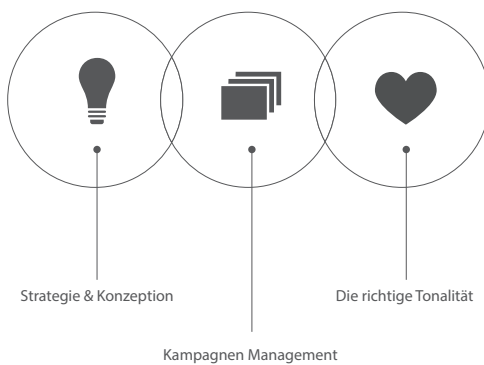 Strategie & Konzeption
Die richtige Tonalität
Kampagnen Management